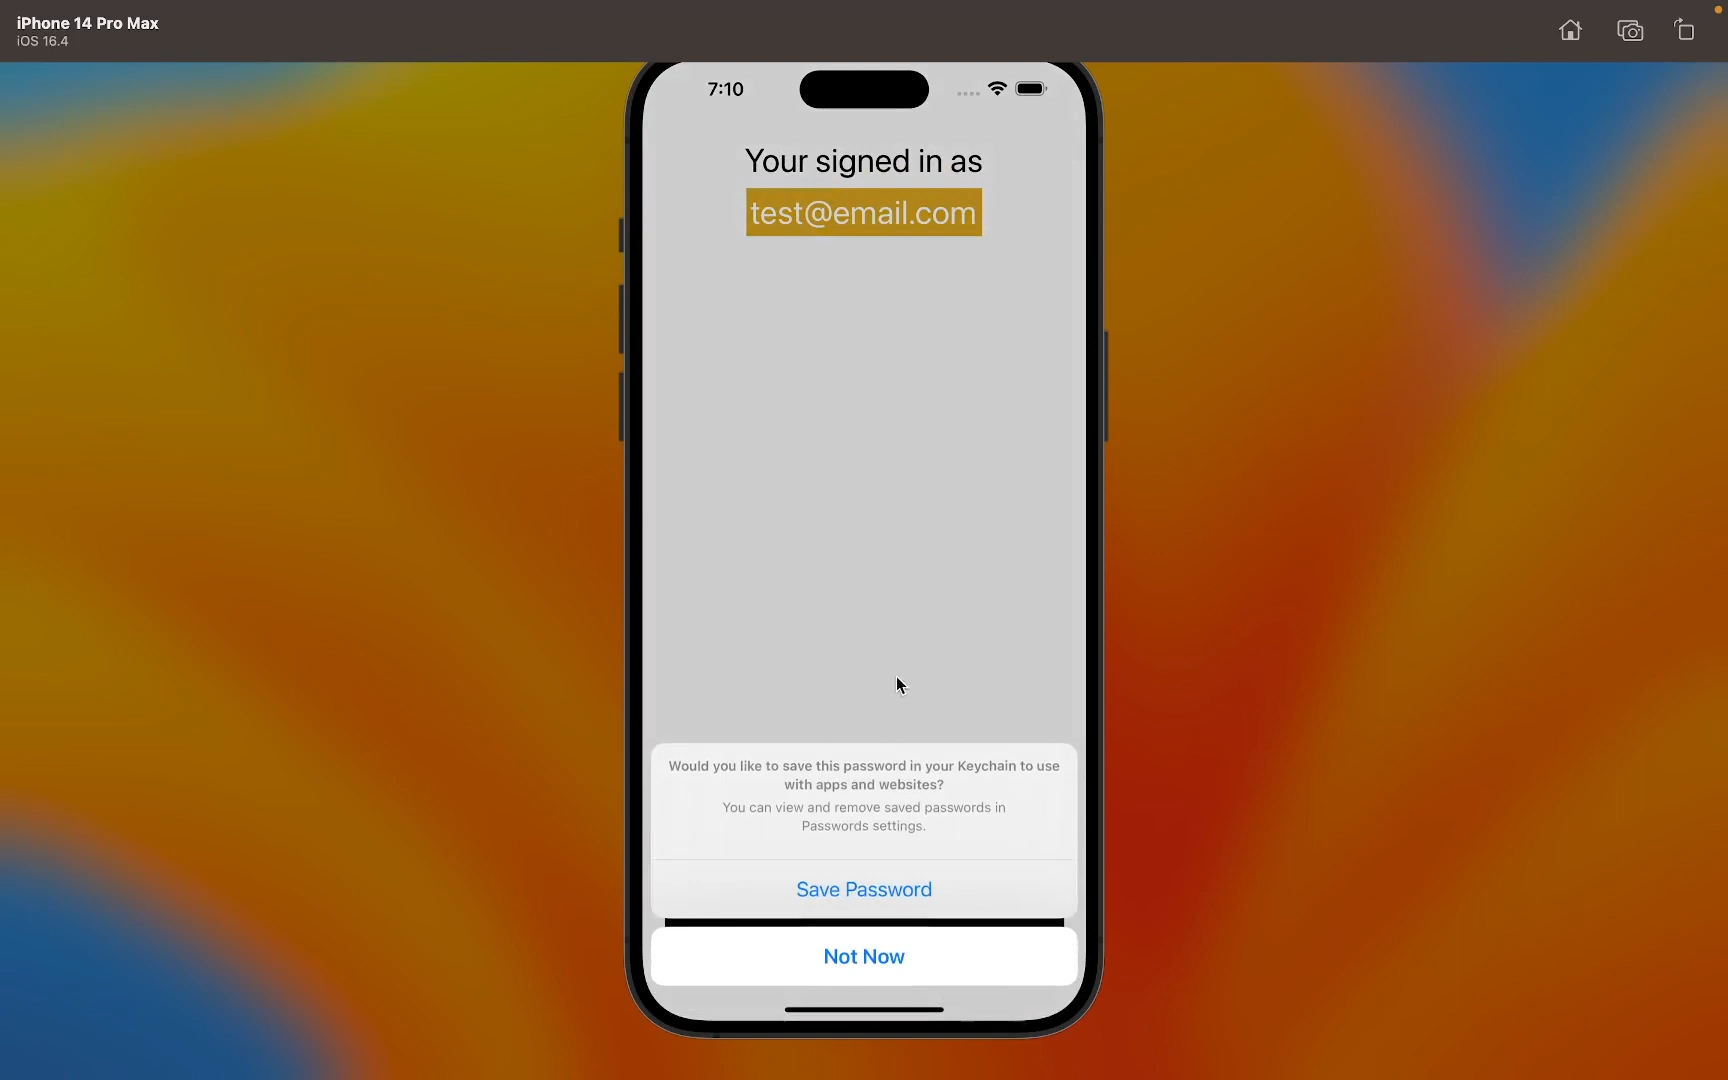 iPhone 14 Pro Max
iOS 16.4
7:10
Your signed in as
test@email.com
Would you like to save this password in your Keychain to use
with apps and websites?
You can view and remove saved passwords in
Passwords settings.
Save Password
Not Now